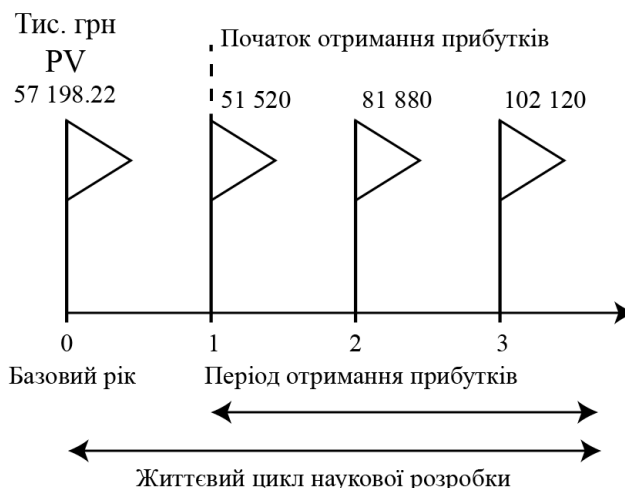 Тис. грн
PV
57 198.22
Початок отримання прибутків
51 520
81 880
102 120
0
1
2
3
Базовий рік
Період отримання прибутків
Життєвий цикл наукової розробки